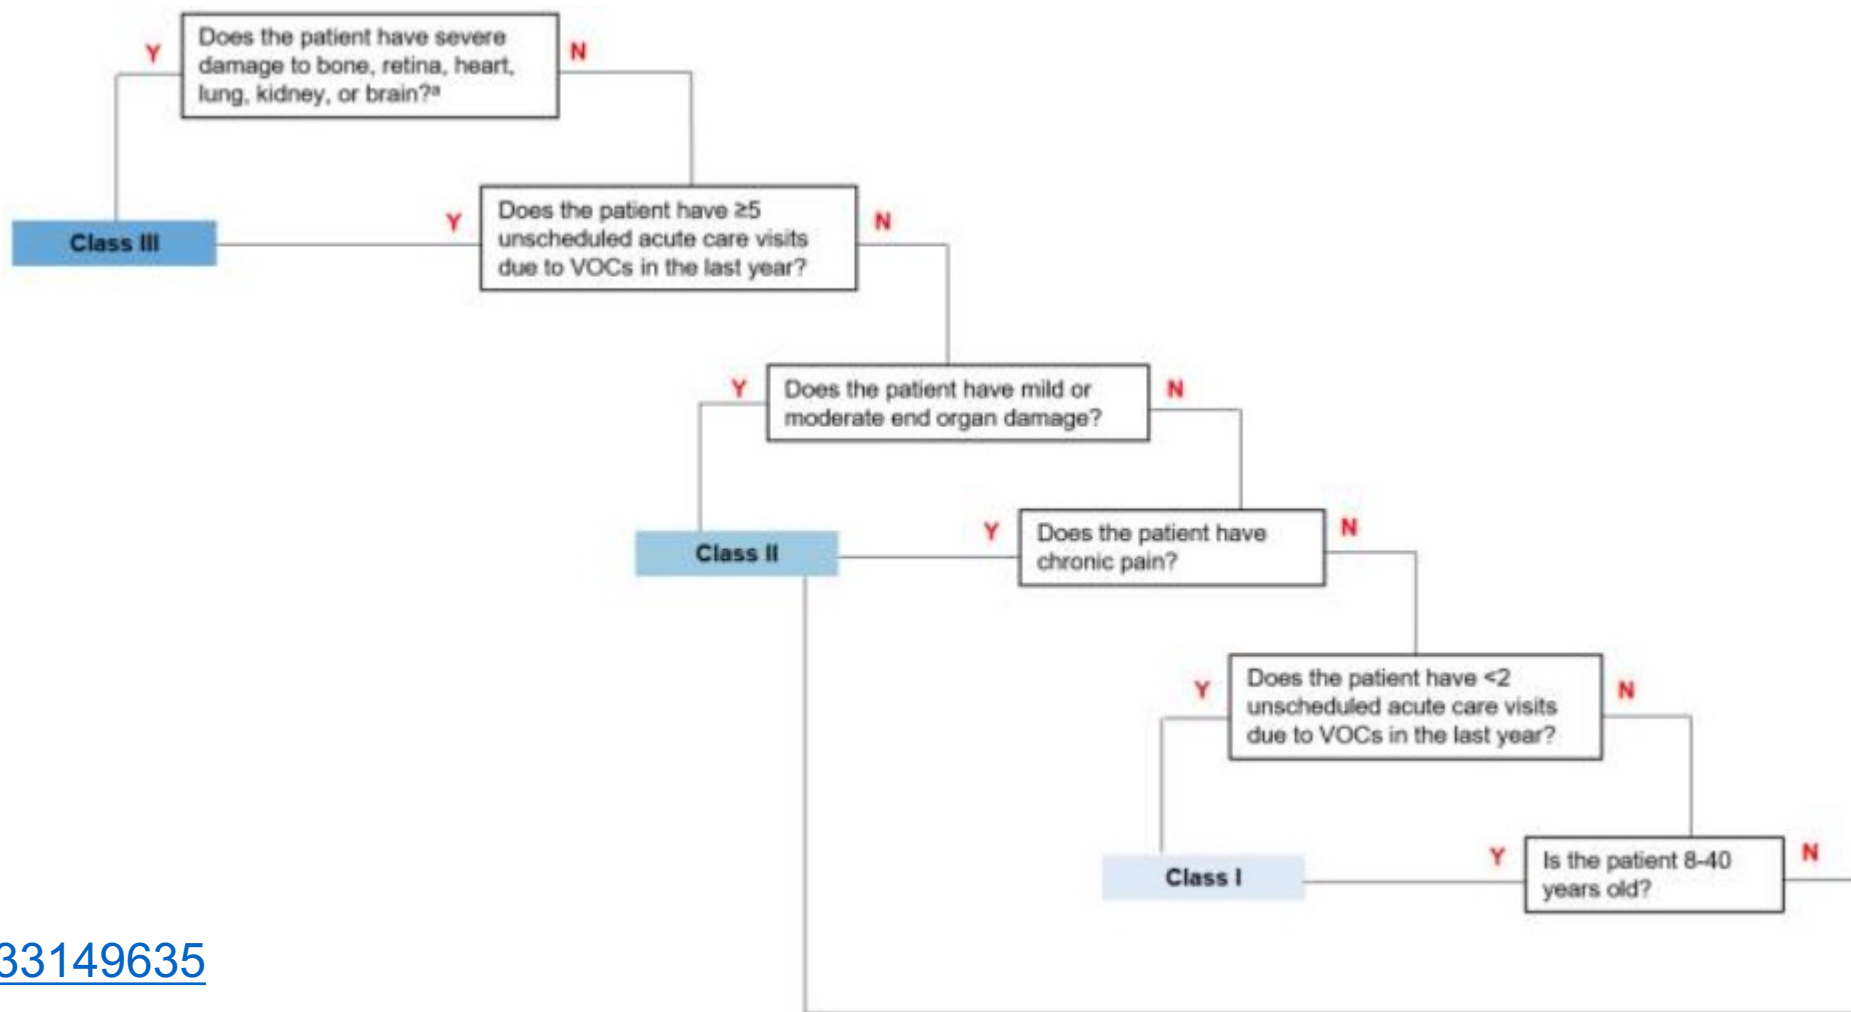 Y
Does the patient have severe
damage to bone, retina, heart,
lung, kidney, or brain?ª
N
Class III
Y
Does the patient have ≥5
unscheduled acute care visits
due to VOCs in the last year?
N
Y
Does the patient have mild or
moderate end organ damage?
N
Class II
Y
Does the patient have
chronic pain?
N
Y
Does the patient have <2
unscheduled acute care visits
due to VOCs in the last year?
N
Class I
Y
Is the patient 8-40
years old?
N
33149635